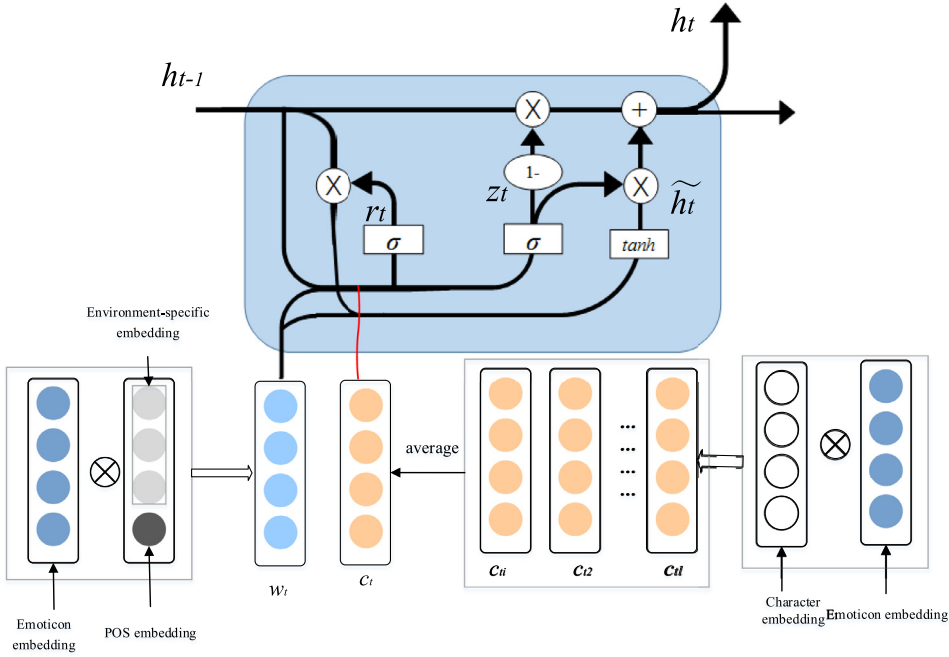 ht
ht-1
X
+
1-
X
zt
X
h̃t
rt
σ
σ
tanh
Environment-specific
embedding
average
...
...
...
...
wt
ct
cti
ct2
ctl
Emoticon
embedding
POS embedding
Character
embedding
Emoticon embedding